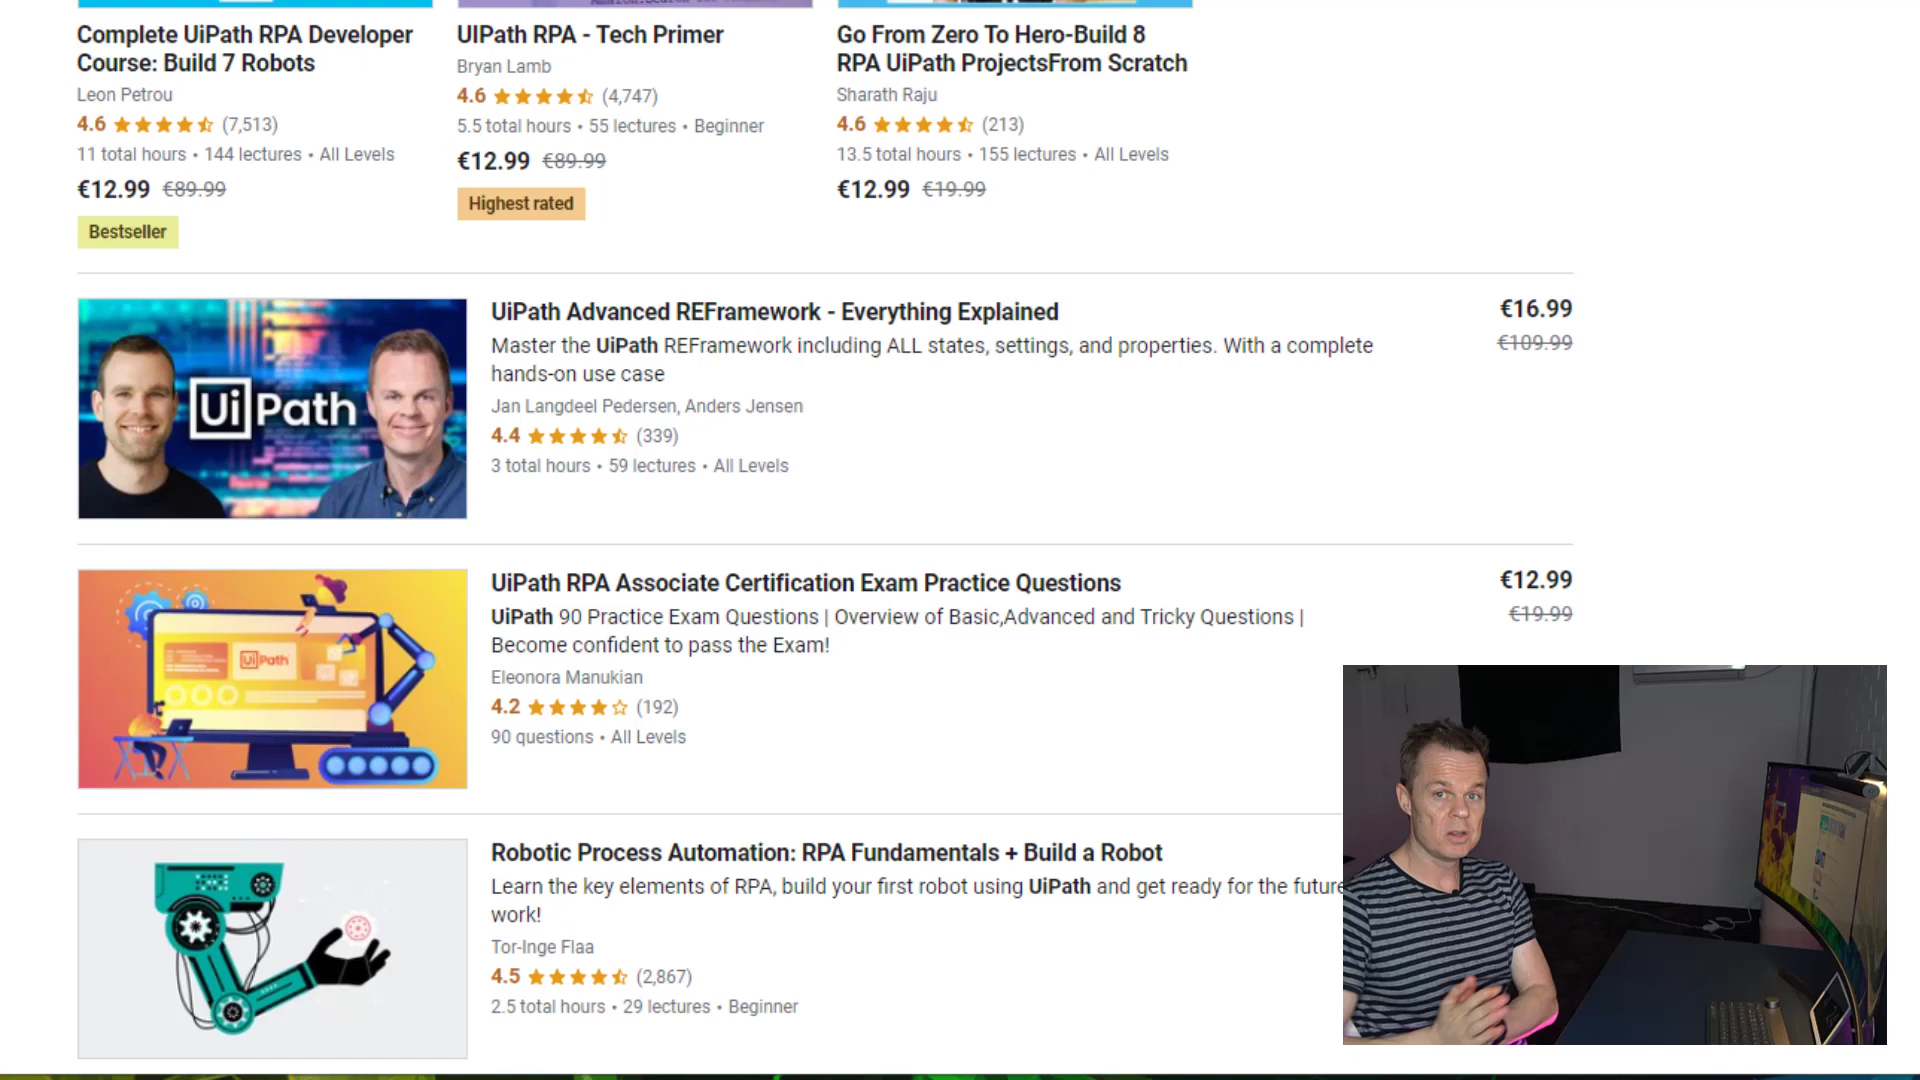 Complete UiPath RPA Developer
Course: Build 7 Robots
Leon Petrou
4.6 (7,513)
11 total hours • 144 lectures • All Levels
€12.99 €89.99
Bestseller
UIPath RPA - Tech Primer
Bryan Lamb
4.6 (4,747)
5.5 total hours • 55 lectures • Beginner
€12.99 €89.99
Highest rated
Go From Zero To Hero-Build 8
RPA UiPath ProjectsFrom Scratch
Sharath Raju
4.6 (213)
13.5 total hours • 155 lectures • All Levels
€12.99 €19.99
UiPath
UiPath Advanced REFramework - Everything Explained
Master the UiPath REFramework including ALL states, settings, and properties. With a complete
hands-on use case
Jan Langdeel Pedersen, Anders Jensen
4.4 (339)
3 total hours • 59 lectures • All Levels
€16.99
€109.99
UiPath
UiPath RPA Associate Certification Exam Practice Questions
UiPath 90 Practice Exam Questions | Overview of Basic,Advanced and Tricky Questions |
Become confident to pass the Exam!
Eleonora Manukian
4.2 (192)
90 questions • All Levels
€12.99
€19.99
Robotic Process Automation: RPA Fundamentals + Build a Robot
Learn the key elements of RPA, build your first robot using UiPath and get ready for the future
work!
Tor-Inge Flaa
4.5 (2,867)
2.5 total hours • 29 lectures • Beginner